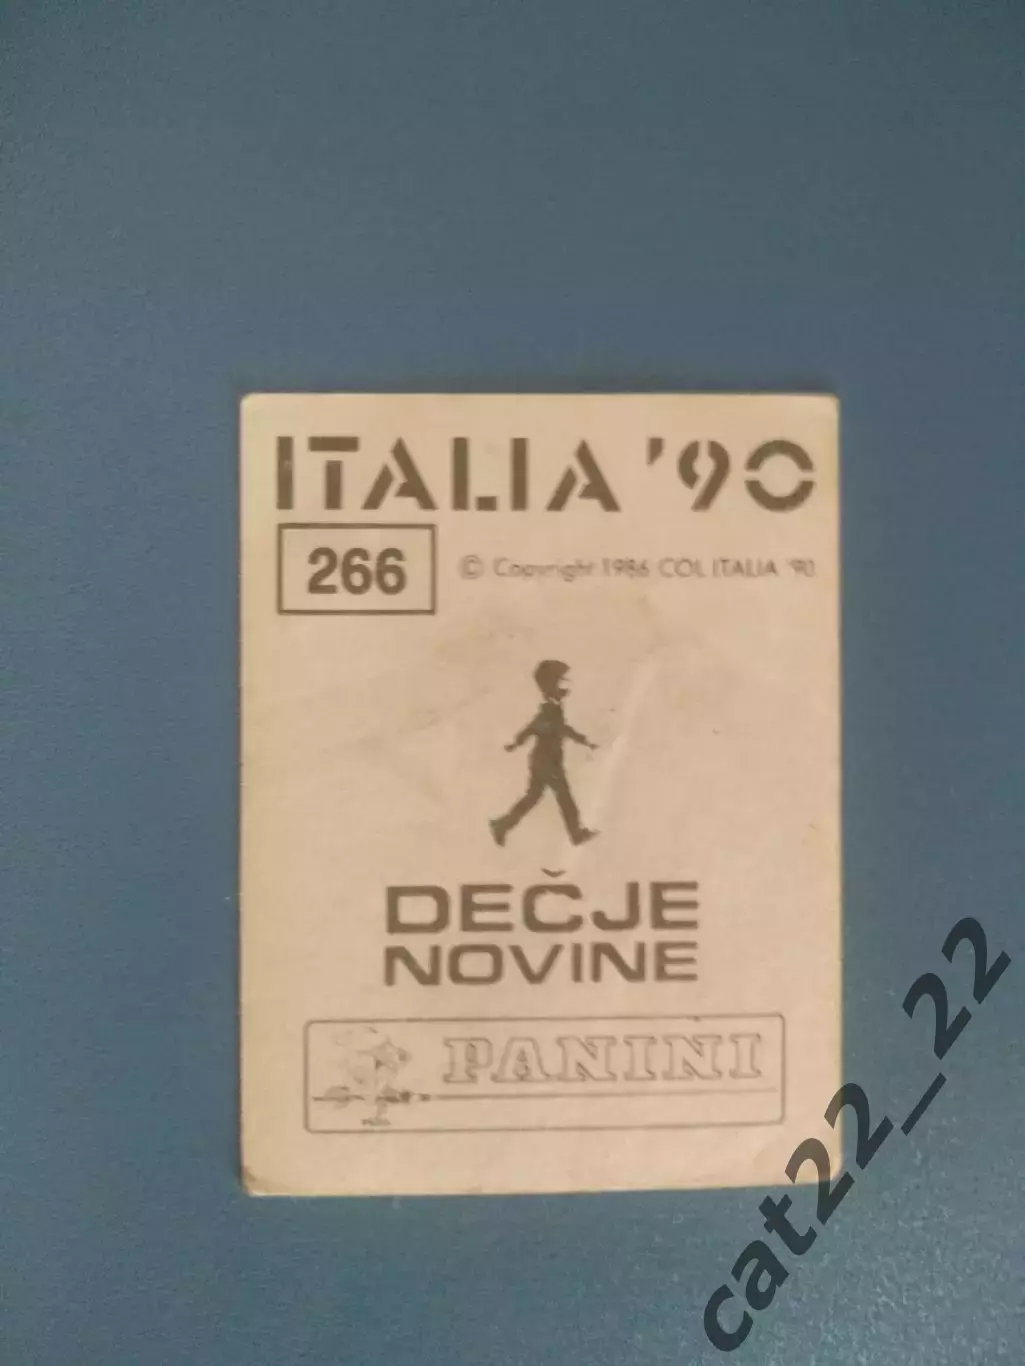 ITALIA '90
266
© Copyright 1986 COL ITALIA '90
DEČJE
NOVINE
PANINI
cat22_22